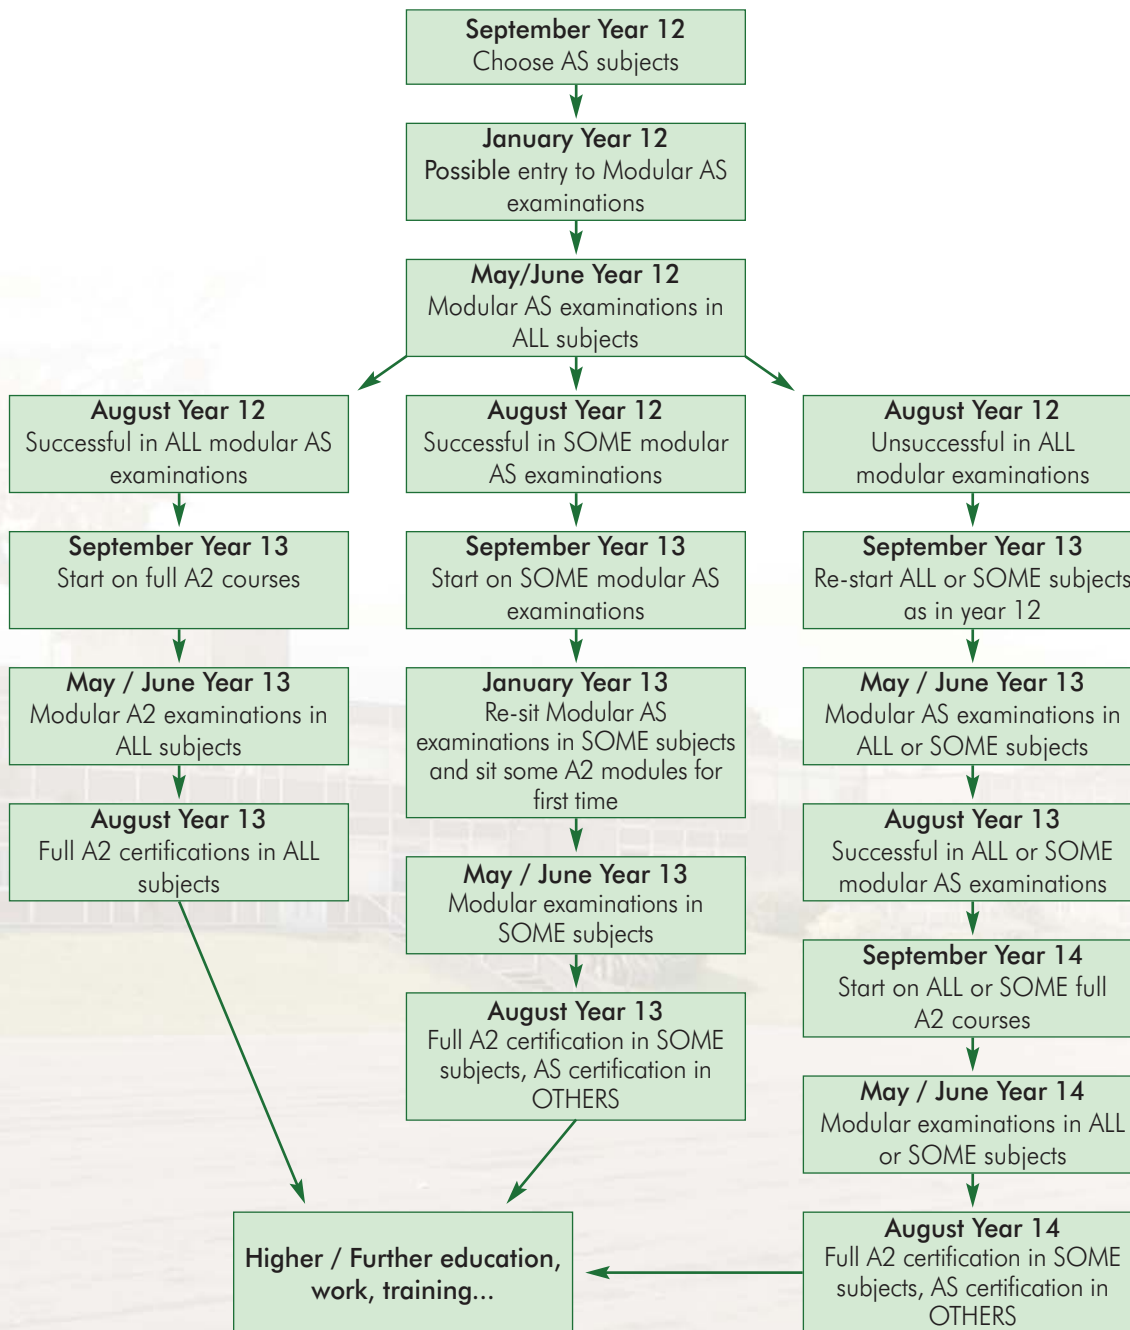 September Year 12
Choose AS subjects
January Year 12
Possible entry to Modular AS
examinations
May/June Year 12
Modular AS examinations in
ALL subjects
August Year 12
Successful in ALL modular AS
examinations
September Year 13
Start on full A2 courses
May / June Year 13
Modular A2 examinations in
ALL subjects
August Year 13
Full A2 certifications in ALL
subjects
August Year 12
Successful in SOME modular
AS examinations
September Year 13
Start on SOME modular AS
examinations
January Year 13
Re-sit Modular AS
examinations in SOME subjects
and sit some A2 modules for
first time
May / June Year 13
Modular examinations in
SOME subjects
August Year 13
Full A2 certification in SOME
subjects, AS certification in
OTHERS
August Year 12
Unsuccessful in ALL
modular examinations
September Year 13
Re-start ALL or SOME subjects
as in year 12
May / June Year 13
Modular AS examinations in
ALL or SOME subjects
August Year 13
Successful in ALL or SOME
modular AS examinations
September Year 14
Start on ALL or SOME full
A2 courses
May / June Year 14
Modular examinations in ALL
or SOME subjects
August Year 14
Full A2 certification in SOME
subjects, AS certification in
OTHERS
Higher / Further education,
work, training...